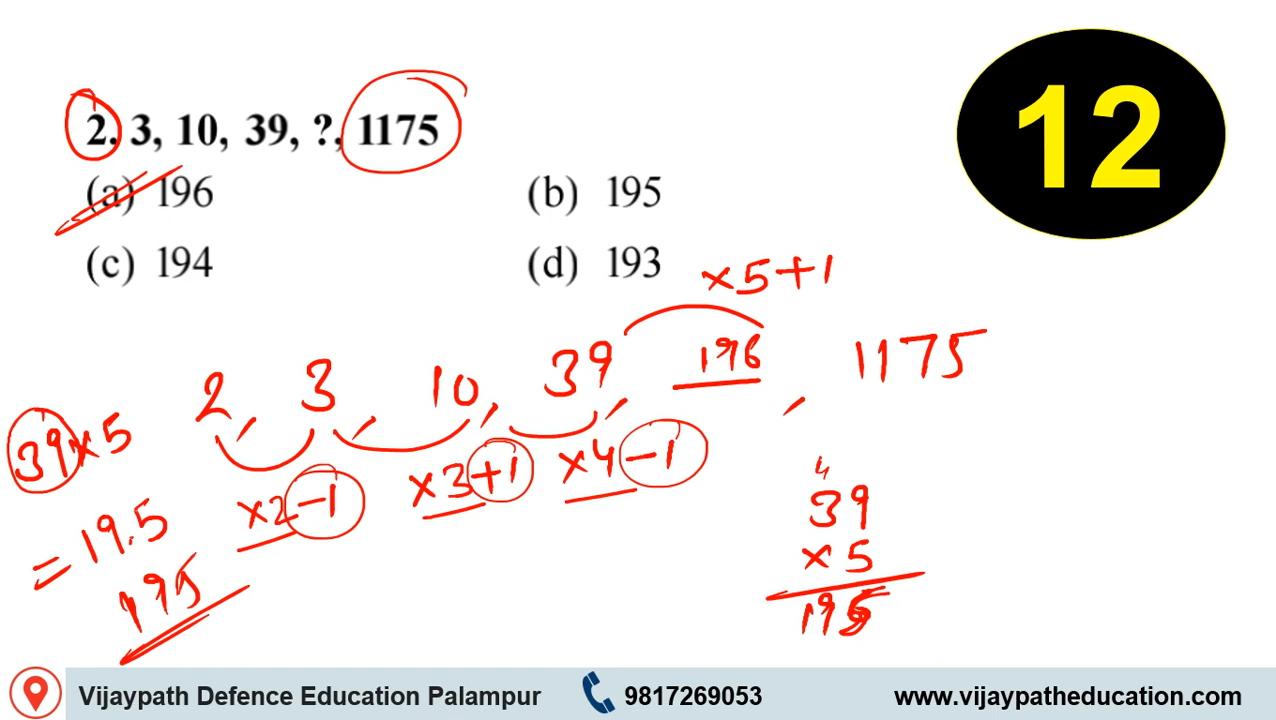 12
2. 3, 10, 39, ?, 1175
(a) 196
(b) 195
(c) 194
(d) 193
×5+1
2, 3, 10, 39, 196, 1175
39×5
×2-1 ×3+1 ×4-1
= 19.5
195
4
39
×5
195
Vijaypath Defence Education Palampur
9817269053
www.vijaypatheducation.com